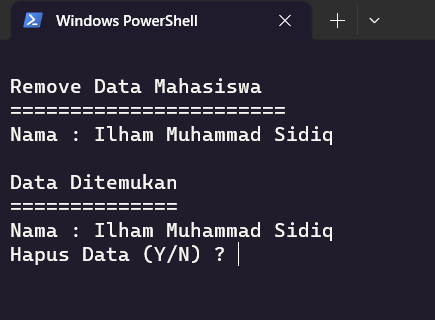 Windows PowerShell
Remove Data Mahasiswa
=======================
Nama : Ilham Muhammad Sidiq
Data Ditemukan
==============
Nama : Ilham Muhammad Sidiq
Hapus Data (Y/N) ?